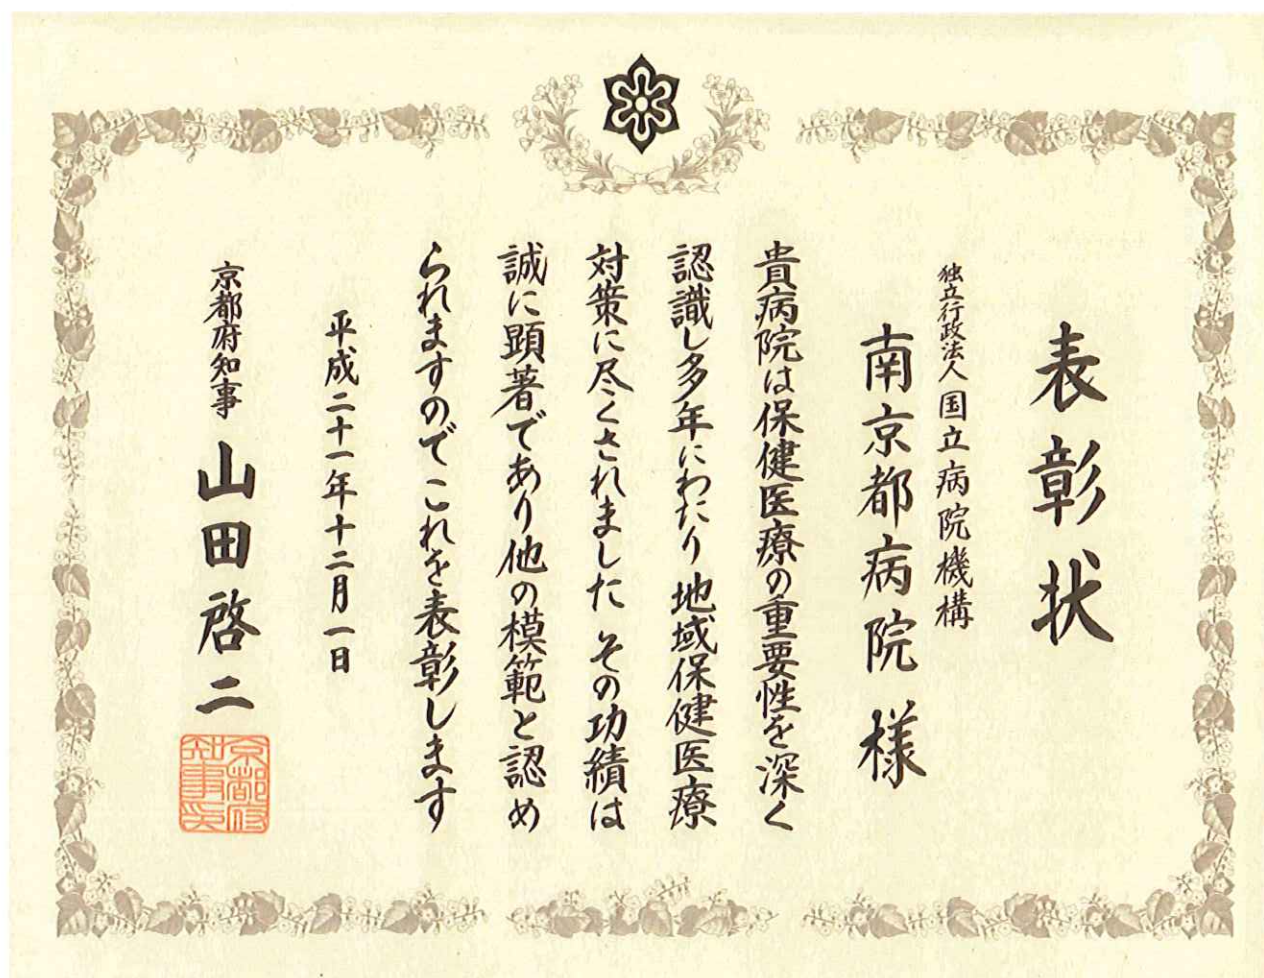 表彰状
独立行政法人国立病院機構
南京都病院様
貴病院は保健医療の重要性を深く
認識し多年にわたり地域保健医療
対策に尽くされました その功績は
誠に顕著であり他の模範と認め
られますのでこれを表彰します
平成二十一年十二月一日
京都府知事 山田啓二
京都府
知事印